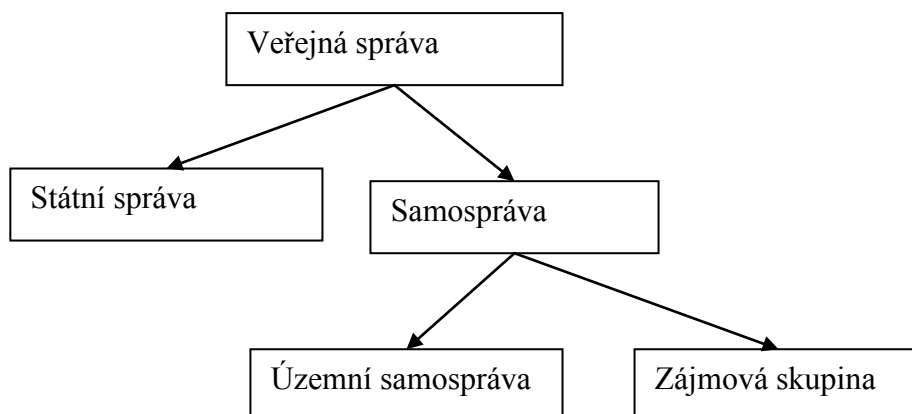 Veřejná správa
Státní správa
Samospráva
Územní samospráva
Zájmová skupina